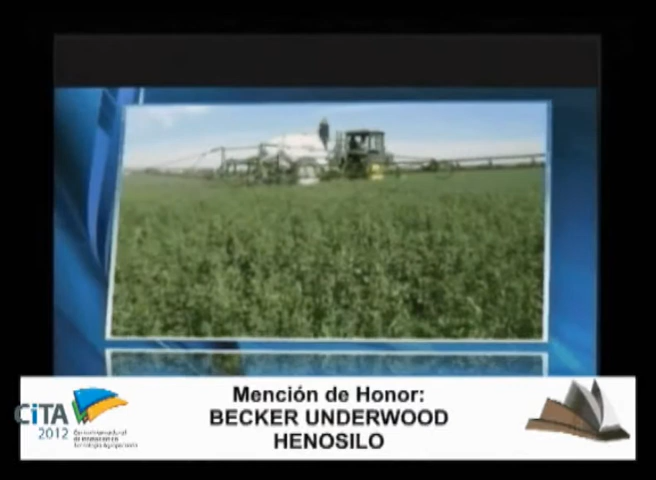 Mención de Honor:
BECKER UNDERWOOD
HENOSILO
CiTA
2012